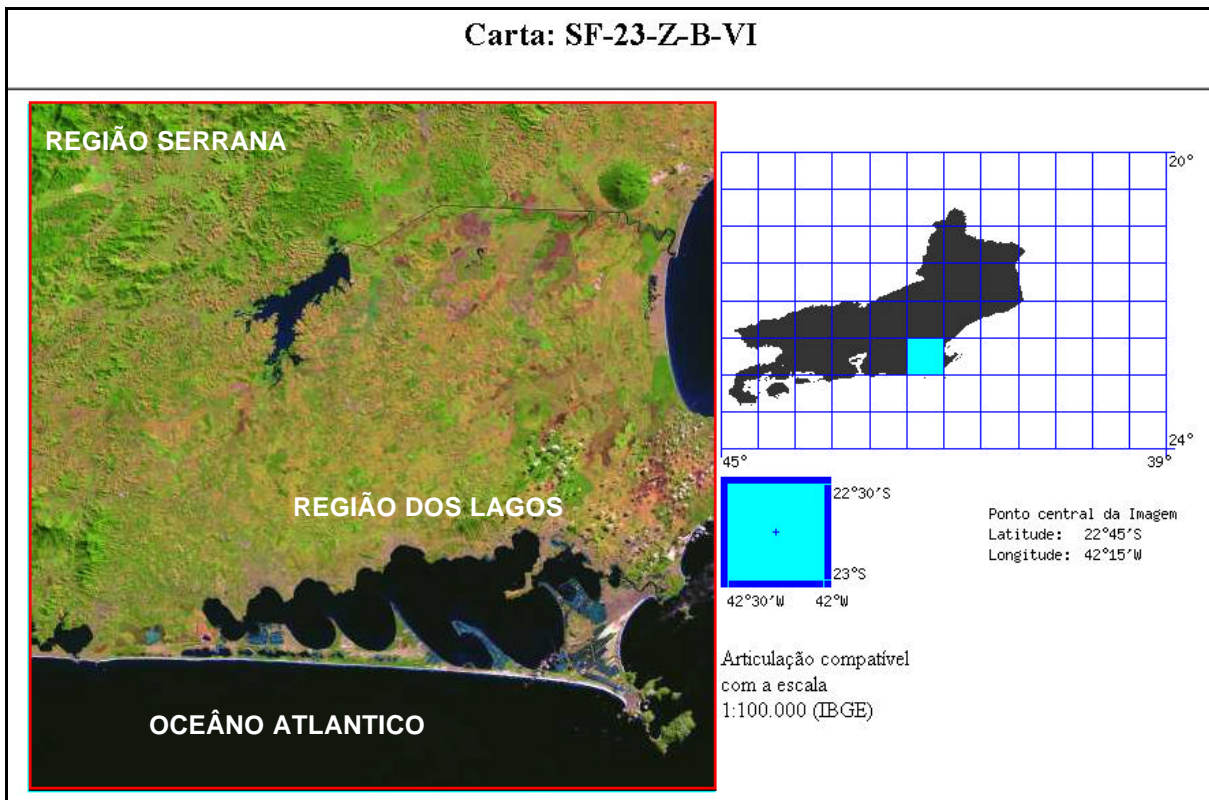 Carta: SF-23-Z-B-VI
REGIÃO SERRANA
REGIÃO DOS LAGOS
OCEÂNO ATLANTICO
20°
24°
45°
39°
22°30'S
23°S
42°30'W
42°W
Ponto central da Imagem
Latitude: 22°45'S
Longitude: 42°15'W
Articulação compatível
com a escala
1:100.000 (IBGE)